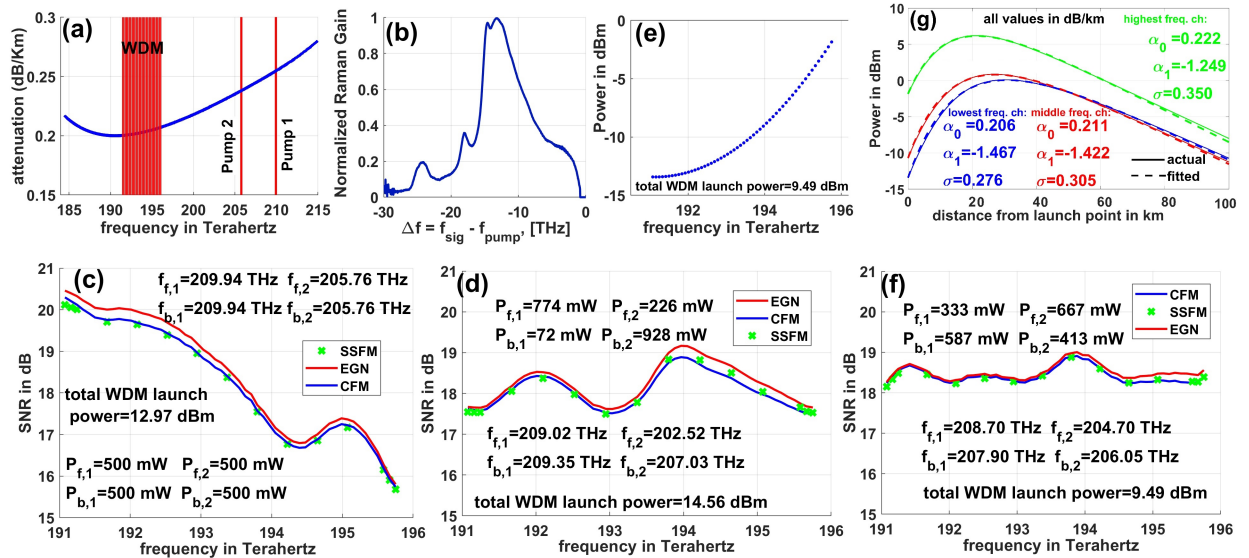 (a)
WDM
Pump 2
Pump 1
attenuation (dB/Km)
0.3
0.25
0.2
0.15
185 190 195 200 205 210 215
frequency in Terahertz
(b)
Normalized Raman Gain
1
0.8
0.6
0.4
0.2
0
-30 -20 -10 0
Δf = f_sig - f_pump, [THz]
(e)
Power in dBm
0
-5
-10
-15
total WDM launch power=9.49 dBm
192 194 196
frequency in Terahertz
(g)
all values in dB/km
highest freq. ch:
α_0=0.222
α_1=-1.249
σ=0.350
lowest freq. ch:
α_0=0.206
α_1=-1.467
σ=0.276
middle freq. ch:
α_0=0.211
α_1=-1.422
σ=0.305
actual
fitted
Power in dBm
10
5
0
-5
-10
-15
0 20 40 60 80 100
distance from launch point in km
(c)
f_f,1=209.94 THz f_f,2=205.76 THz
f_b,1=209.94 THz f_b,2=205.76 THz
SSFM
EGN
CFM
total WDM launch
power=12.97 dBm
P_f,1=500 mW P_f,2=500 mW
P_b,1=500 mW P_b,2=500 mW
SNR in dB
21
20
19
18
17
16
15
191 192 193 194 195 196
frequency in Terahertz
(d)
P_f,1=774 mW P_f,2=226 mW
P_b,1=72 mW P_b,2=928 mW
EGN
CFM
SSFM
f_f,1=209.02 THz f_f,2=202.52 THz
f_b,1=209.35 THz f_b,2=207.03 THz
total WDM launch power=14.56 dBm
SNR in dB
21
20
19
18
17
16
15
191 192 193 194 195 196
frequency in Terahertz
(f)
P_f,1=333 mW P_f,2=667 mW
P_b,1=587 mW P_b,2=413 mW
CFM
SSFM
EGN
f_f,1=208.70 THz f_f,2=204.70 THz
f_b,1=207.90 THz f_b,2=206.05 THz
total WDM launch power=9.49 dBm
SNR in dB
21
20
19
18
17
16
15
191 192 193 194 195 196
frequency in Terahertz